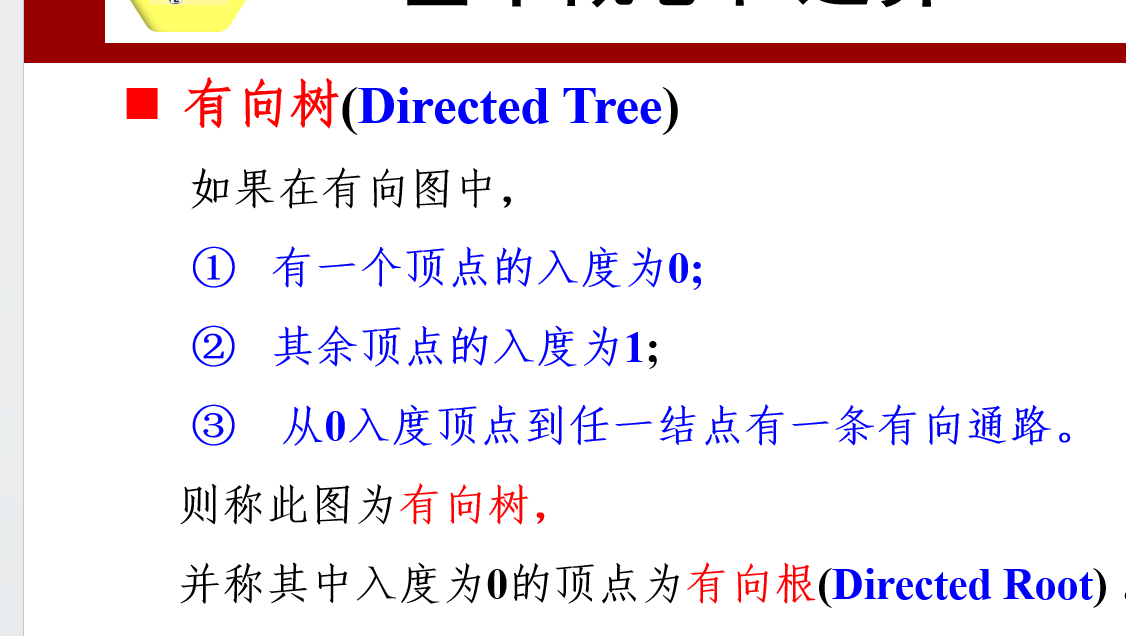 ■ 有向树(Directed Tree)
如果在有向图中，
① 有一个顶点的入度为0;
② 其余顶点的入度为1;
③ 从0入度顶点到任一结点有一条有向通路。
则称此图为有向树，
并称其中入度为0的顶点为有向根(Directed Root) .